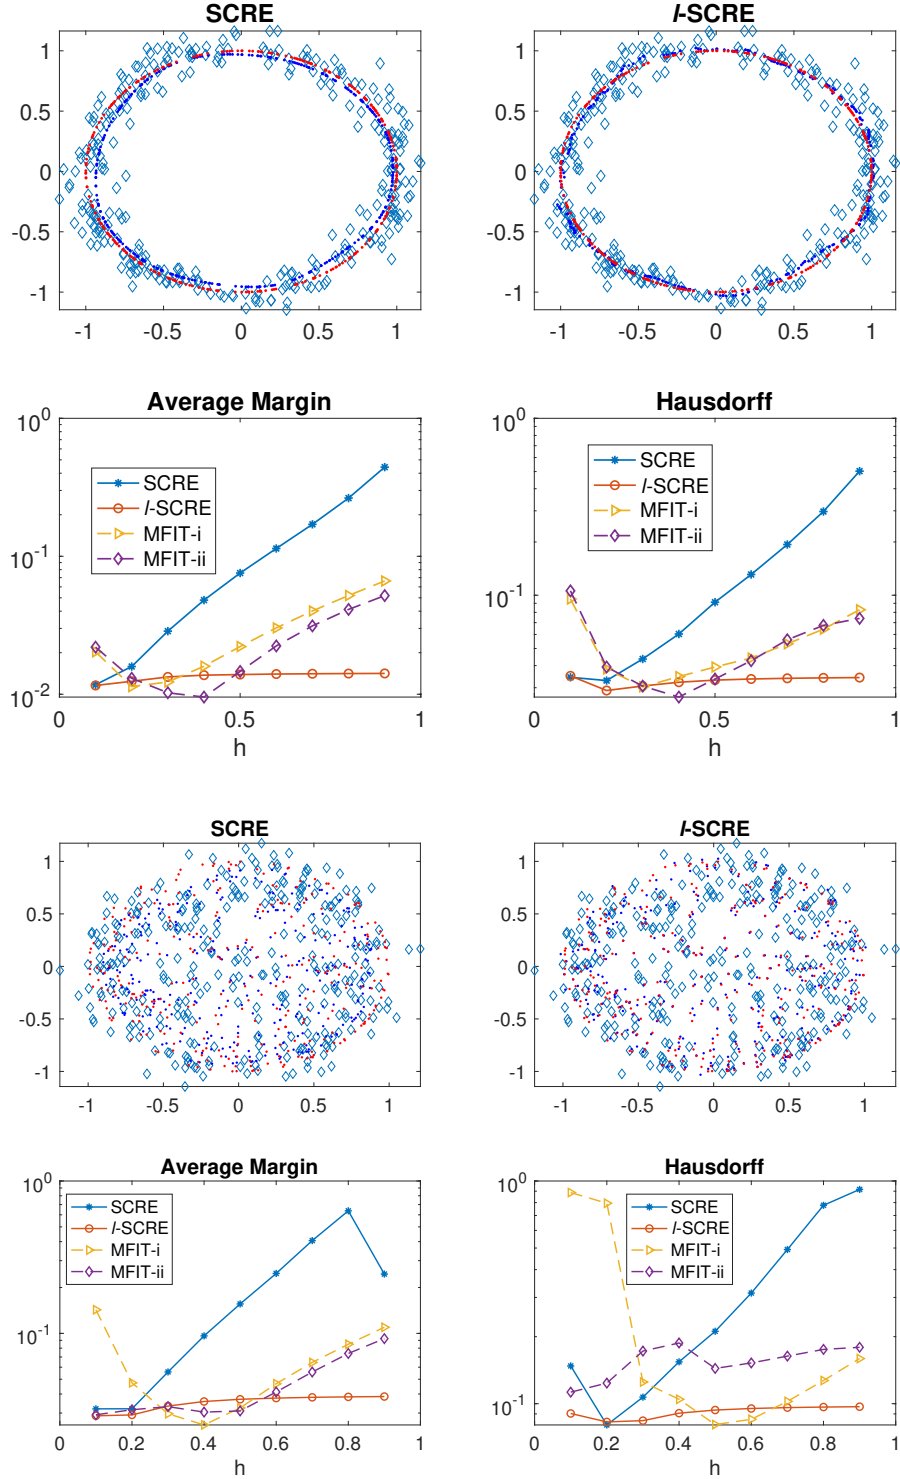 SCRE
1
0.5
0
-0.5
-1
-1 -0.5 0 0.5 1
l-SCRE
1
0.5
0
-0.5
-1
-1 -0.5 0 0.5 1
Average Margin
10^0
10^-1
10^-2
SCRE
l-SCRE
MFIT-i
MFIT-ii
0 0.5 1
h
Hausdorff
10^0
10^-1
SCRE
l-SCRE
MFIT-i
MFIT-ii
0 0.5 1
h
SCRE
1
0.5
0
-0.5
-1
-1 -0.5 0 0.5 1
l-SCRE
1
0.5
0
-0.5
-1
-1 -0.5 0 0.5 1
Average Margin
10^0
10^-1
SCRE
l-SCRE
MFIT-i
MFIT-ii
0 0.2 0.4 0.6 0.8 1
h
Hausdorff
10^0
10^-1
SCRE
l-SCRE
MFIT-i
MFIT-ii
0 0.2 0.4 0.6 0.8 1
h